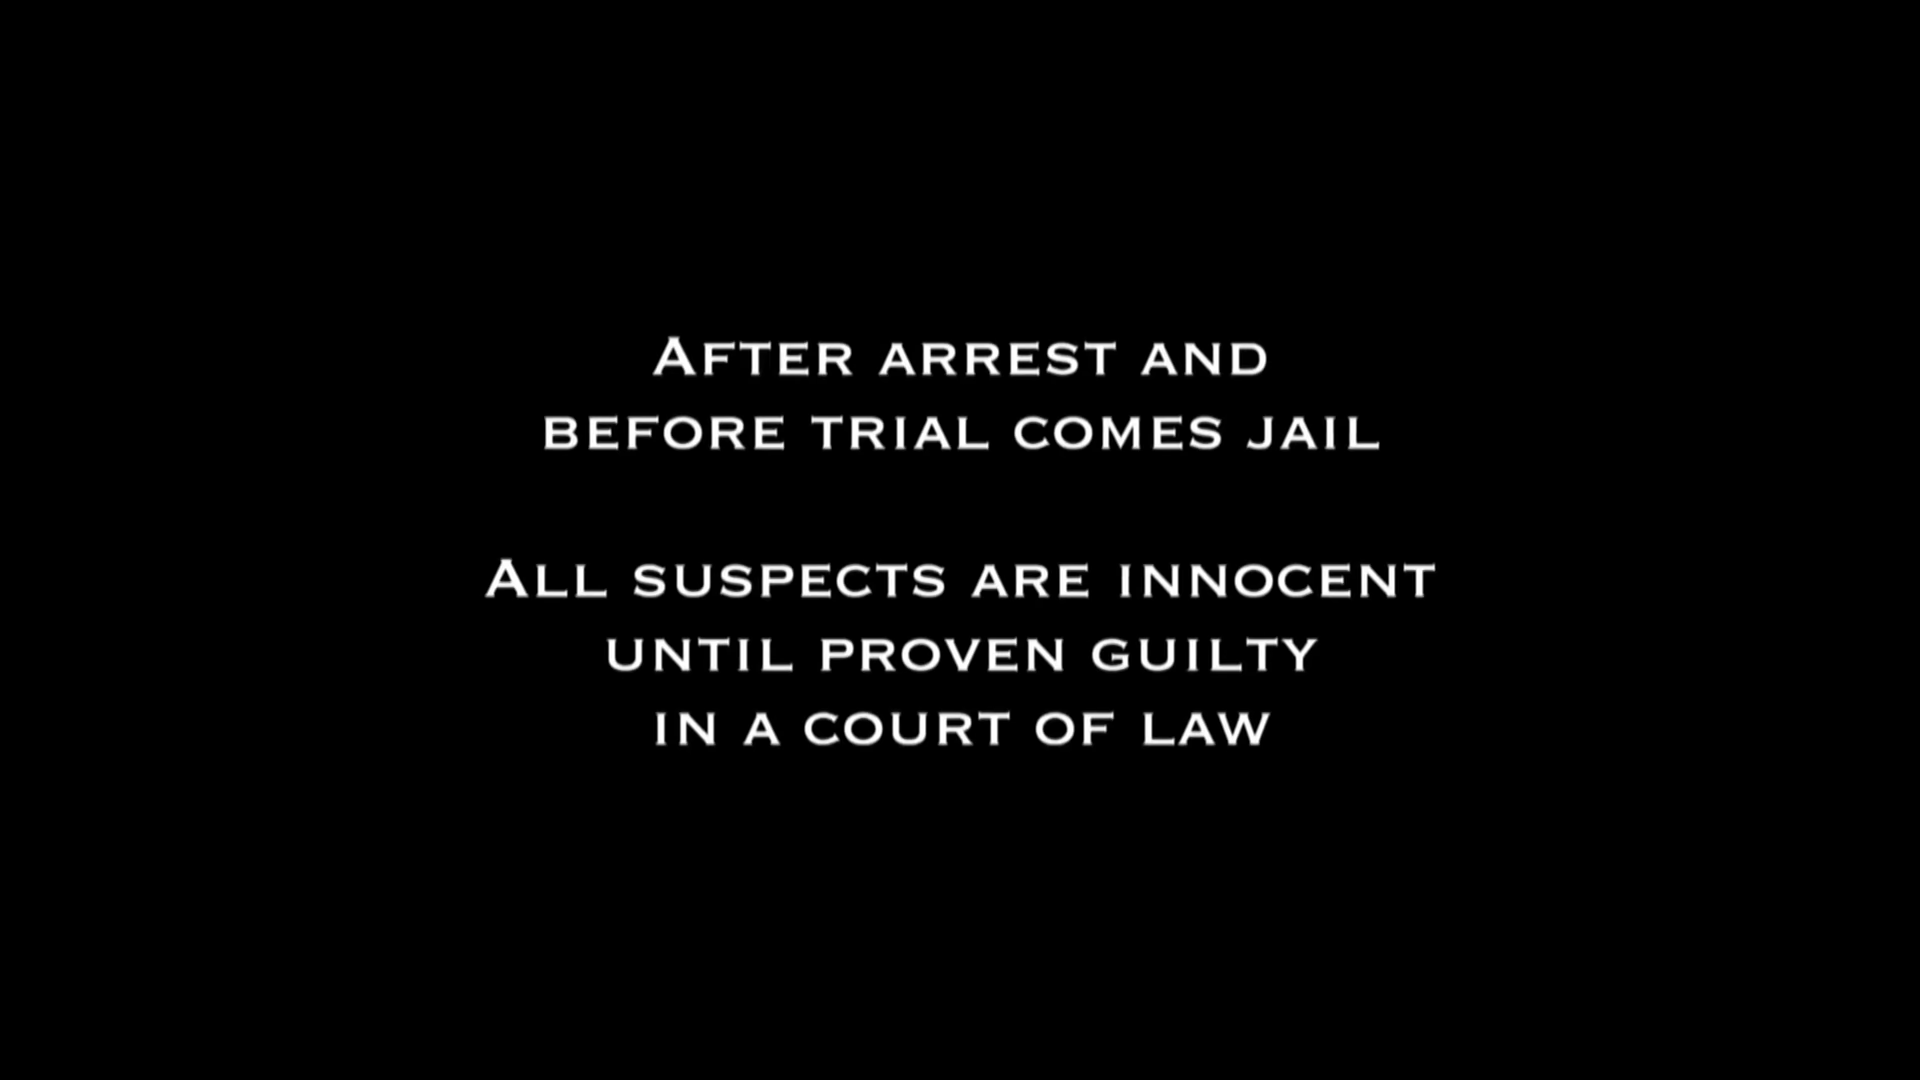 After arrest and
before trial comes jail
All suspects are innocent
until proven guilty
in a court of law